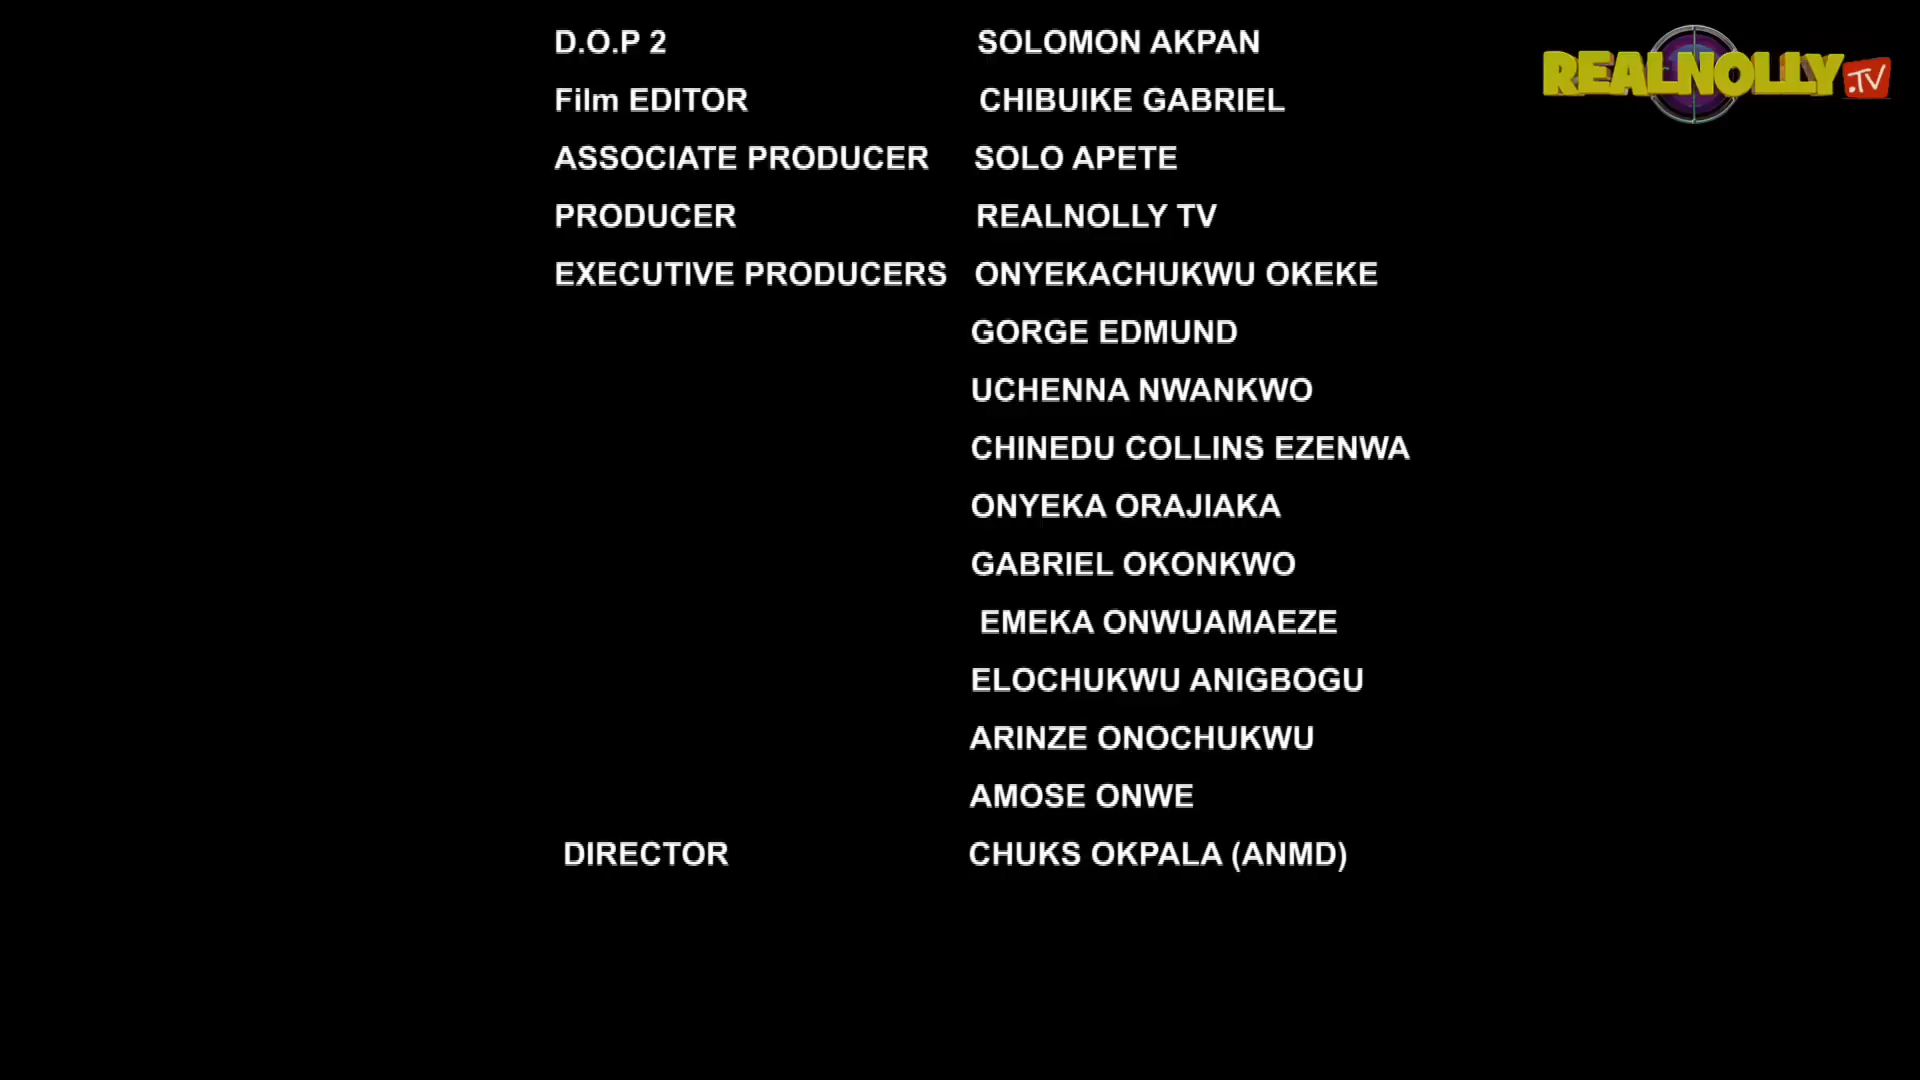 D.O.P 2 SOLOMON AKPAN
REALNOLLY.TV
Film EDITOR CHIBUIKE GABRIEL
ASSOCIATE PRODUCER SOLO APETE
PRODUCER REALNOLLY TV
EXECUTIVE PRODUCERS ONYEKACHUKWU OKEKE
GORGE EDMUND
UCHENNA NWANKWO
CHINEDU COLLINS EZENWA
ONYEKA ORAJIAKA
GABRIEL OKONKWO
EMEKA ONWUAMAEZE
ELOCHUKWU ANIGBOGU
ARINZE ONOCHUKWU
AMOSE ONWE
DIRECTOR CHUKS OKPALA (ANMD)